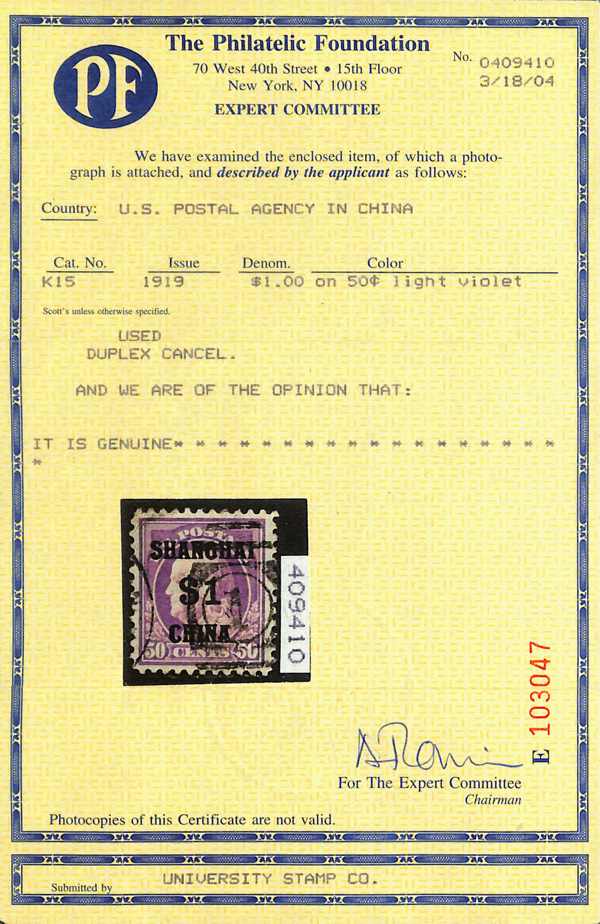 PF
The Philatelic Foundation
70 West 40th Street • 15th Floor
New York, NY 10018
EXPERT COMMITTEE
No. 0409410
3/18/04
We have examined the enclosed item, of which a photo-
graph is attached, and described by the applicant as follows:
Country: U.S. POSTAL AGENCY IN CHINA
Cat. No. Issue Denom. Color
K15 1919 $1.00 on 50¢ light violet
Scott's unless otherwise specified.
USED
DUPLEX CANCEL.
AND WE ARE OF THE OPINION THAT:
IT IS GENUINE* * * * * * * * * * * * * * * * * *
*
POSTA
SHANGHAI
$1
CHINA
50 CENTS 50
409410
E 103047
For The Expert Committee
Chairman
Photocopies of this Certificate are not valid.
Submitted by UNIVERSITY STAMP CO.